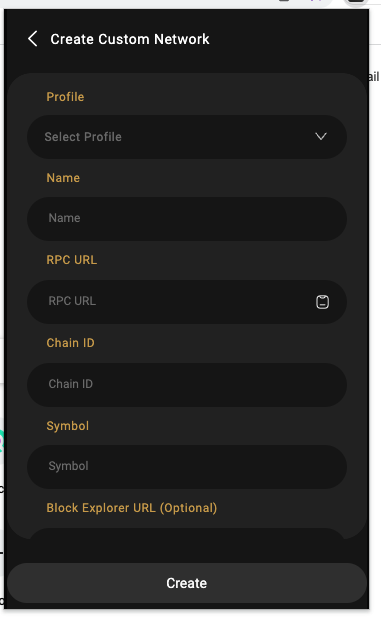 Create Custom Network
ail
Profile
Select Profile
Name
Name
RPC URL
RPC URL
Chain ID
Chain ID
Symbol
Symbol
Block Explorer URL (Optional)
Create